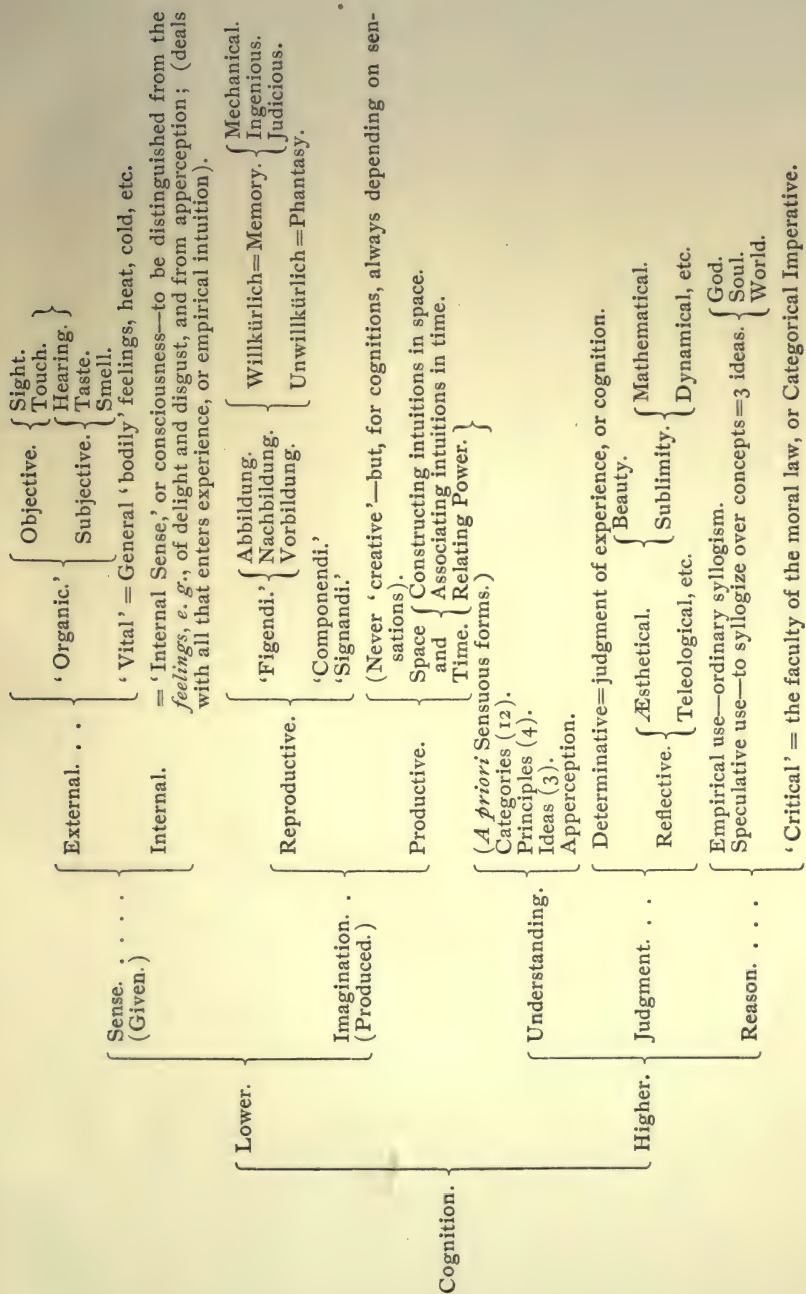 Cognition.
Lower.
Sense. . . . .
(Given.)
External. . .
'Organic.'
Objective.
Sight.
Touch.
Hearing.
Subjective.
Taste.
Smell.
'Vital' = General 'bodily' feelings, heat, cold, etc.
Internal.
= 'Internal Sense,' or consciousness—to be distinguished from the
feelings, e. g., of delight and disgust, and from apperception; (deals
with all that enters experience, or empirical intuition).
Imagination. . .
(Produced.)
Reproductive.
'Figendi.'
Abbildung.
Nachbildung.
Vorbildung.
Willkürlich=Memory.
Mechanical.
Ingenious.
Judicious.
Unwillkürlich=Phantasy.
'Componendi.'
'Signandi.'
Productive.
(Never 'creative'—but, for cognitions, always depending on sen-
sations).
Space
and
Time.
Constructing intuitions in space.
Associating intuitions in time.
Relating Power.
Higher.
Understanding.
(A priori Sensuous forms.)
Categories (12).
Principles (4).
Ideas (3).
Apperception.
Judgment. . . .
Determinative=judgment of experience, or cognition.
Reflective.
Æsthetical.
Beauty.
Sublimity.
Mathematical.
Dynamical, etc.
Teleological, etc.
Reason. . . . .
Empirical use—ordinary syllogism.
Speculative use—to syllogize over concepts=3 ideas.
God.
Soul.
World.
'Critical' = the faculty of the moral law, or Categorical Imperative.